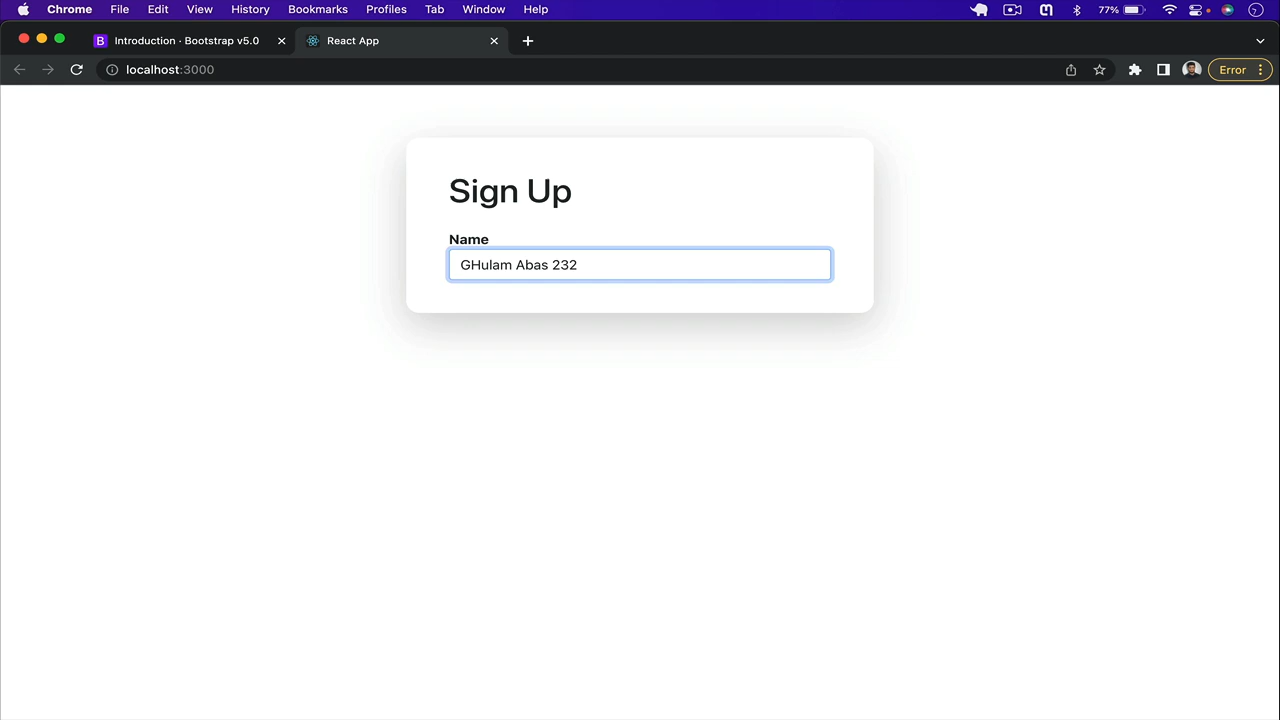 Chrome File Edit View History Bookmarks Profiles Tab Window Help 77%
B Introduction · Bootstrap v5.0 React App
localhost:3000 Error
Sign Up
Name
GHulam Abas 232